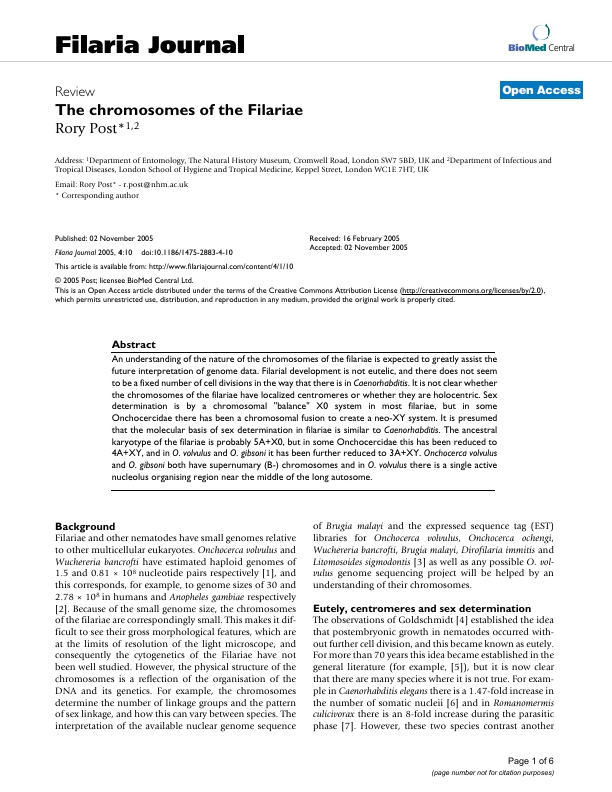 Filaria Journal
BioMed Central
Review
Open Access
The chromosomes of the Filariae
Rory Post*1,2
Address: 1Department of Entomology, The Natural History Museum, Cromwell Road, London SW7 5BD, UK and 2Department of Infectious and
Tropical Diseases, London School of Hygiene and Tropical Medicine, Keppel Street, London WC1E 7HT, UK
Email: Rory Post* - r.post@nhm.ac.uk
* Corresponding author
Published: 02 November 2005
Filaria Journal 2005, 4:10 doi:10.1186/1475-2883-4-10
Received: 16 February 2005
Accepted: 02 November 2005
This article is available from: http://www.filariajournal.com/content/4/1/10
© 2005 Post; licensee BioMed Central Ltd.
This is an Open Access article distributed under the terms of the Creative Commons Attribution License (http://creativecommons.org/licenses/by/2.0),
which permits unrestricted use, distribution, and reproduction in any medium, provided the original work is properly cited.
Abstract
An understanding of the nature of the chromosomes of the filariae is expected to greatly assist the
future interpretation of genome data. Filarial development is not eutelic, and there does not seem
to be a fixed number of cell divisions in the way that there is in Caenorhabditis. It is not clear whether
the chromosomes of the filariae have localized centromeres or whether they are holocentric. Sex
determination is by a chromosomal "balance" X0 system in most filariae, but in some
Onchocercidae there has been a chromosomal fusion to create a neo-XY system. It is presumed
that the molecular basis of sex determination in filariae is similar to Caenorhabditis. The ancestral
karyotype of the filariae is probably 5A+X0, but in some Onchocercidae this has been reduced to
4A+XY, and in O. volvulus and O. gibsoni it has been further reduced to 3A+XY. Onchocerca volvulus
and O. gibsoni both have supernumary (B-) chromosomes and in O. volvulus there is a single active
nucleolus organising region near the middle of the long autosome.
Background
Filariae and other nematodes have small genomes relative
to other multicellular eukaryotes. Onchocerca volvulus and
Wuchereria bancrofti have estimated haploid genomes of
1.5 and 0.81 × 10⁸ nucletide pairs respectively [1], and
this corresponds, for example, to genome sizes of 30 and
2.78 × 10⁸ in humans and Anopheles gambiae respectively
[2]. Because of the small genome size, the chromosomes
of the filariae are correspondingly small. This makes it dif-
ficult to see their gross morphological features, which are
at the limits of resolution of the light microscope, and
consequently the cytogenetics of the Filariae have not
been well studied. However, the physical structure of the
chromosomes is a reflection of the organisation of the
DNA and its genetics. For example, the chromosomes
determine the number of linkage groups and the pattern
of sex linkage, and how this can vary between species. The
interpretation of the available nuclear genome sequence
of Brugia malayi and the expressed sequence tag (EST)
libraries for Onchocerca volvulus, Onchocerca ochengi,
Wuchereria bancrofti, Brugia malayi, Dirofilaria immitis and
Litomosoides sigmodontis [3] as well as any possible O. vol-
vulus genome sequencing project will be helped by an
understanding of their chromosomes.
Eutely, centromeres and sex determination
The observations of Goldschmidt [4] established the idea
that postembryonic growth in nematodes occurred with-
out further cell division, and this became known as eutely.
For more than 70 years this idea became established in the
general literature (for example, [5]), but it is now clear
that there are many species where it is not true. For exam-
ple in Caenorhabditis elegans there is a 1.47-fold increase in
the number of somatic nucleii [6] and in Romanomermis
culicivorax there is an 8-fold increase during the parasitic
phase [7]. However, these two species contrast another
Page 1 of 6
(page number not for citation purposes)